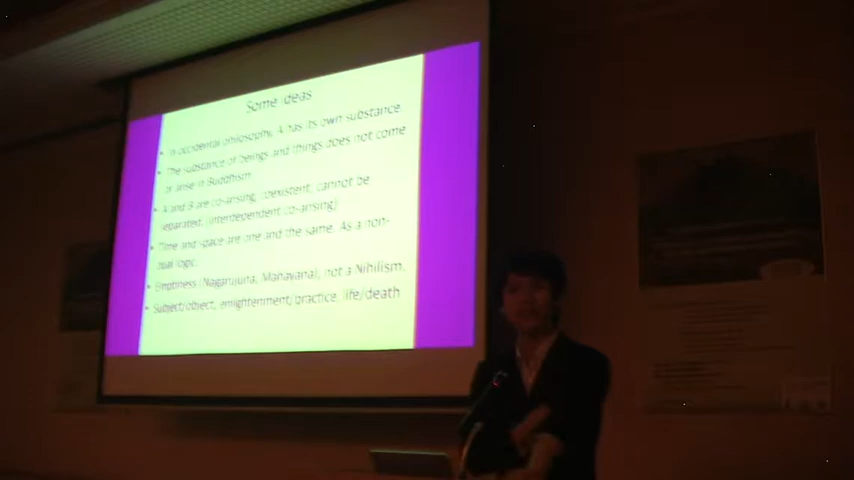 Some ideas
• In occidental philosophy, A has its own substance.
• The substance of beings and things does not come
or arise in Buddhism.
• A and B are co-arising, coexistent, cannot be
separated. (interdependent co-arising)
• Time and space are one and the same. As a non-
dual logic.
• Emptiness (Nagarujuna, Mahayana), not a Nihilism.
• Subject/object, enlightenment/practice, life/death